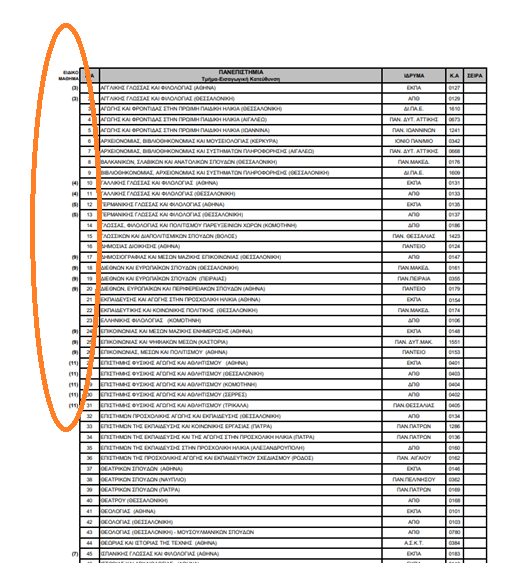 ΕΙΔΙΚΟ ΜΑΘΗΜΑ Α/Α ΠΑΝΕΠΙΣΤΗΜΙΑ Τμήμα-Εισαγωγική Κατεύθυνση ΙΔΡΥΜΑ Κ.Α ΣΕΙΡΑ
(3) ΑΓΓΛΙΚΗΣ ΓΛΩΣΣΑΣ ΚΑΙ ΦΙΛΟΛΟΓΙΑΣ (ΑΘΗΝΑ) ΕΚΠΑ 0127
(3) ΑΓΓΛΙΚΗΣ ΓΛΩΣΣΑΣ ΚΑΙ ΦΙΛΟΛΟΓΙΑΣ (ΘΕΣΣΑΛΟΝΙΚΗ) ΑΠΘ 0129
3 ΑΓΩΓΗΣ ΚΑΙ ΦΡΟΝΤΙΔΑΣ ΣΤΗΝ ΠΡΩΙΜΗ ΠΑΙΔΙΚΗ ΗΛΙΚΙΑ (ΘΕΣΣΑΛΟΝΙΚΗ) ΔΙ.ΠΑ.Ε. 1610
4 ΑΓΩΓΗΣ ΚΑΙ ΦΡΟΝΤΙΔΑΣ ΣΤΗΝ ΠΡΩΙΜΗ ΠΑΙΔΙΚΗ ΗΛΙΚΙΑ (ΑΙΓΑΛΕΩ) ΠΑΝ. ΔΥΤ. ΑΤΤΙΚΗΣ 0673
5 ΑΓΩΓΗΣ ΚΑΙ ΦΡΟΝΤΙΔΑΣ ΣΤΗΝ ΠΡΩΙΜΗ ΠΑΙΔΙΚΗ ΗΛΙΚΙΑ (ΙΩΑΝΝΙΝΑ) ΠΑΝ. ΙΩΑΝΝΙΝΩΝ 1241
6 ΑΡΧΕΙΟΝΟΜΙΑΣ, ΒΙΒΛΙΟΘΗΚΟΝΟΜΙΑΣ ΚΑΙ ΜΟΥΣΕΙΟΛΟΓΙΑΣ (ΚΕΡΚΥΡΑ) ΙΟΝΙΟ ΠΑΝ/ΜΙΟ 0342
7 ΑΡΧΕΙΟΝΟΜΙΑΣ, ΒΙΒΛΙΟΘΗΚΟΝΟΜΙΑΣ ΚΑΙ ΣΥΣΤΗΜΑΤΩΝ ΠΛΗΡΟΦΟΡΗΣΗΣ (ΑΙΓΑΛΕΩ) ΠΑΝ. ΔΥΤ. ΑΤΤΙΚΗΣ 0668
8 ΒΑΛΚΑΝΙΚΩΝ, ΣΛΑΒΙΚΩΝ ΚΑΙ ΑΝΑΤΟΛΙΚΩΝ ΣΠΟΥΔΩΝ (ΘΕΣΣΑΛΟΝΙΚΗ) ΠΑΝ ΜΑΚΕΔ. 0176
9 ΒΙΒΛΙΟΘΗΚΟΝΟΜΙΑΣ, ΑΡΧΕΙΟΝΟΜΙΑΣ ΚΑΙ ΣΥΣΤΗΜΑΤΩΝ ΠΛΗΡΟΦΟΡΗΣΗΣ (ΘΕΣΣΑΛΟΝΙΚΗ) ΔΙ.ΠΑ.Ε. 1609
(4) 10 ΓΑΛΛΙΚΗΣ ΓΛΩΣΣΑΣ ΚΑΙ ΦΙΛΟΛΟΓΙΑΣ (ΑΘΗΝΑ) ΕΚΠΑ 0131
(4) 11 ΓΑΛΛΙΚΗΣ ΓΛΩΣΣΑΣ ΚΑΙ ΦΙΛΟΛΟΓΙΑΣ (ΘΕΣΣΑΛΟΝΙΚΗ) ΑΠΘ 0133
(5) 12 ΓΕΡΜΑΝΙΚΗΣ ΓΛΩΣΣΑΣ ΚΑΙ ΦΙΛΟΛΟΓΙΑΣ (ΑΘΗΝΑ) ΕΚΠΑ 0135
(5) 13 ΓΕΡΜΑΝΙΚΗΣ ΓΛΩΣΣΑΣ ΚΑΙ ΦΙΛΟΛΟΓΙΑΣ (ΘΕΣΣΑΛΟΝΙΚΗ) ΑΠΘ 0137
14 ΓΛΩΣΣΑΣ, ΦΙΛΟΛΟΓΙΑΣ ΚΑΙ ΠΟΛΙΤΙΣΜΟΥ ΠΑΡΕΥΞΕΙΝΙΩΝ ΧΩΡΩΝ (ΚΟΜΟΤΗΝΗ) ΔΠΘ 0186
15 ΓΛΩΣΣΙΚΩΝ ΚΑΙ ΔΙΑΠΟΛΙΤΙΣΜΙΚΩΝ ΣΠΟΥΔΩΝ (ΒΟΛΟΣ) ΠΑΝ. ΘΕΣΣΑΛΙΑΣ 1423
16 ΔΗΜΟΣΙΑΣ ΔΙΟΙΚΗΣΗΣ (ΑΘΗΝΑ) ΠΑΝΤΕΙΟ 0124
(9) 17 ΔΗΜΟΣΙΟΓΡΑΦΙΑΣ ΚΑΙ ΜΕΣΩΝ ΜΑΖΙΚΗΣ ΕΠΙΚΟΙΝΩΝΙΑΣ (ΘΕΣΣΑΛΟΝΙΚΗ) ΑΠΘ 0147
(9) 18 ΔΙΕΘΝΩΝ ΚΑΙ ΕΥΡΩΠΑΪΚΩΝ ΣΠΟΥΔΩΝ (ΘΕΣΣΑΛΟΝΙΚΗ) ΠΑΝ.ΜΑΚΕΔ. 0161
(9) 19 ΔΙΕΘΝΩΝ ΚΑΙ ΕΥΡΩΠΑΪΚΩΝ ΣΠΟΥΔΩΝ (ΠΕΙΡΑΙΑΣ) ΠΑΝ.ΠΕΙΡΑΙΑ 0355
(9) 20 ΔΙΕΘΝΩΝ, ΕΥΡΩΠΑΪΚΩΝ ΚΑΙ ΠΕΡΙΦΕΡΕΙΑΚΩΝ ΣΠΟΥΔΩΝ (ΑΘΗΝΑ) ΠΑΝΤΕΙΟ 0179
21 ΕΚΠΑΙΔΕΥΣΗΣ ΚΑΙ ΑΓΩΓΗΣ ΣΤΗΝ ΠΡΟΣΧΟΛΙΚΗ ΗΛΙΚΙΑ (ΑΘΗΝΑ) ΕΚΠΑ 0154
22 ΕΚΠΑΙΔΕΥΤΙΚΗΣ ΚΑΙ ΚΟΙΝΩΝΙΚΗΣ ΠΟΛΙΤΙΚΗΣ (ΘΕΣΣΑΛΟΝΙΚΗ) ΠΑΝ.ΜΑΚΕΔ. 0174
23 ΕΛΛΗΝΙΚΗΣ ΦΙΛΟΛΟΓΙΑΣ (ΚΟΜΟΤΗΝΗ) ΔΠΘ 0106
(9) 24 ΕΠΙΚΟΙΝΩΝΙΑΣ ΚΑΙ ΜΕΣΩΝ ΜΑΖΙΚΗΣ ΕΝΗΜΕΡΩΣΗΣ (ΑΘΗΝΑ) ΕΚΠΑ 0148
(9) 25 ΕΠΙΚΟΙΝΩΝΙΑΣ ΚΑΙ ΨΗΦΙΑΚΩΝ ΜΕΣΩΝ (ΚΑΣΤΟΡΙΑ) ΠΑΝ. ΔΥΤ.ΜΑΚ. 1551
(9) ΕΠΙΚΟΙΝΩΝΙΑΣ, ΜΕΣΩΝ ΚΑΙ ΠΟΛΙΤΙΣΜΟΥ (ΑΘΗΝΑ) ΠΑΝΤΕΙΟ 0153
(11) ΕΠΙΣΤΗΜΗΣ ΦΥΣΙΚΗΣ ΑΓΩΓΗΣ ΚΑΙ ΑΘΛΗΤΙΣΜΟΥ (ΑΘΗΝΑ) ΕΚΠΑ 0401
(11) ΕΠΙΣΤΗΜΗΣ ΦΥΣΙΚΗΣ ΑΓΩΓΗΣ ΚΑΙ ΑΘΛΗΤΙΣΜΟΥ (ΘΕΣΣΑΛΟΝΙΚΗ) ΑΠΘ 0403
(11) ΕΠΙΣΤΗΜΗΣ ΦΥΣΙΚΗΣ ΑΓΩΓΗΣ ΚΑΙ ΑΘΛΗΤΙΣΜΟΥ (ΚΟΜΟΤΗΝΗ) ΔΠΘ 0404
(11) ΕΠΙΣΤΗΜΗΣ ΦΥΣΙΚΗΣ ΑΓΩΓΗΣ ΚΑΙ ΑΘΛΗΤΙΣΜΟΥ (ΣΕΡΡΕΣ) ΑΠΘ 0402
(11) 31 ΕΠΙΣΤΗΜΗΣ ΦΥΣΙΚΗΣ ΑΓΩΓΗΣ ΚΑΙ ΑΘΛΗΤΙΣΜΟΥ (ΤΡΙΚΑΛΑ) ΠΑΝ.ΘΕΣΣΑΛΙΑΣ 0405
32 ΕΠΙΣΤΗΜΩΝ ΠΡΟΣΧΟΛΙΚΗΣ ΑΓΩΓΗΣ ΚΑΙ ΕΚΠΑΙΔΕΥΣΗΣ (ΘΕΣΣΑΛΟΝΙΚΗ) ΑΠΘ 0134
33 ΕΠΙΣΤΗΜΩΝ ΤΗΣ ΕΚΠΑΙΔΕΥΣΗΣ ΚΑΙ ΚΟΙΝΩΝΙΚΗΣ ΕΡΓΑΣΙΑΣ (ΠΑΤΡΑ) ΠΑΝ.ΠΑΤΡΩΝ 1286
34 ΕΠΙΣΤΗΜΩΝ ΤΗΣ ΕΚΠΑΙΔΕΥΣΗΣ ΚΑΙ ΤΗΣ ΑΓΩΓΗΣ ΣΤΗΝ ΠΡΟΣΧΟΛΙΚΗ ΗΛΙΚΙΑ (ΠΑΤΡΑ) ΠΑΝ.ΠΑΤΡΩΝ 0136
35 ΕΠΙΣΤΗΜΩΝ ΤΗΣ ΕΚΠΑΙΔΕΥΣΗΣ ΣΤΗΝ ΠΡΟΣΧΟΛΙΚΗ ΗΛΙΚΙΑ (ΑΛΕΞΑΝΔΡΟΥΠΟΛΗ) ΔΠΘ 0160
36 ΕΠΙΣΤΗΜΩΝ ΤΗΣ ΠΡΟΣΧΟΛΙΚΗΣ ΑΓΩΓΗΣ ΚΑΙ ΕΚΠΑΙΔΕΥΤΙΚΟΥ ΣΧΕΔΙΑΣΜΟΥ (ΡΟΔΟΣ) ΠΑΝ. ΑΙΓΑΙΟΥ 0162
37 ΘΕΑΤΡΙΚΩΝ ΣΠΟΥΔΩΝ (ΑΘΗΝΑ) ΕΚΠΑ 0146
38 ΘΕΑΤΡΙΚΩΝ ΣΠΟΥΔΩΝ (ΝΑΥΠΛΙΟ) ΠΑΝ.ΠΕΛ/ΝΗΣΟΥ 0362
39 ΘΕΑΤΡΙΚΩΝ ΣΠΟΥΔΩΝ (ΠΑΤΡΑ) ΠΑΝ.ΠΑΤΡΩΝ 0169
40 ΘΕΑΤΡΟΥ (ΘΕΣΣΑΛΟΝΙΚΗ) ΑΠΘ 0168
41 ΘΕΟΛΟΓΙΑΣ (ΑΘΗΝΑ) ΕΚΠΑ 0101
42 ΘΕΟΛΟΓΙΑΣ (ΘΕΣΣΑΛΟΝΙΚΗ) ΑΠΘ 0103
43 ΘΕΟΛΟΓΙΑΣ (ΘΕΣΣΑΛΟΝΙΚΗ) - ΜΟΥΣΟΥΛΜΑΝΙΚΩΝ ΣΠΟΥΔΩΝ ΑΠΘ 0790
44 ΘΕΩΡΙΑΣ ΚΑΙ ΙΣΤΟΡΙΑΣ ΤΗΣ ΤΕΧΝΗΣ (ΑΘΗΝΑ) Α.Σ.Κ.Τ. 0384
(7) 45 ΙΣΠΑΝΙΚΗΣ ΓΛΩΣΣΑΣ ΚΑΙ ΦΙΛΟΛΟΓΙΑΣ (ΑΘΗΝΑ) ΕΚΠΑ 0183